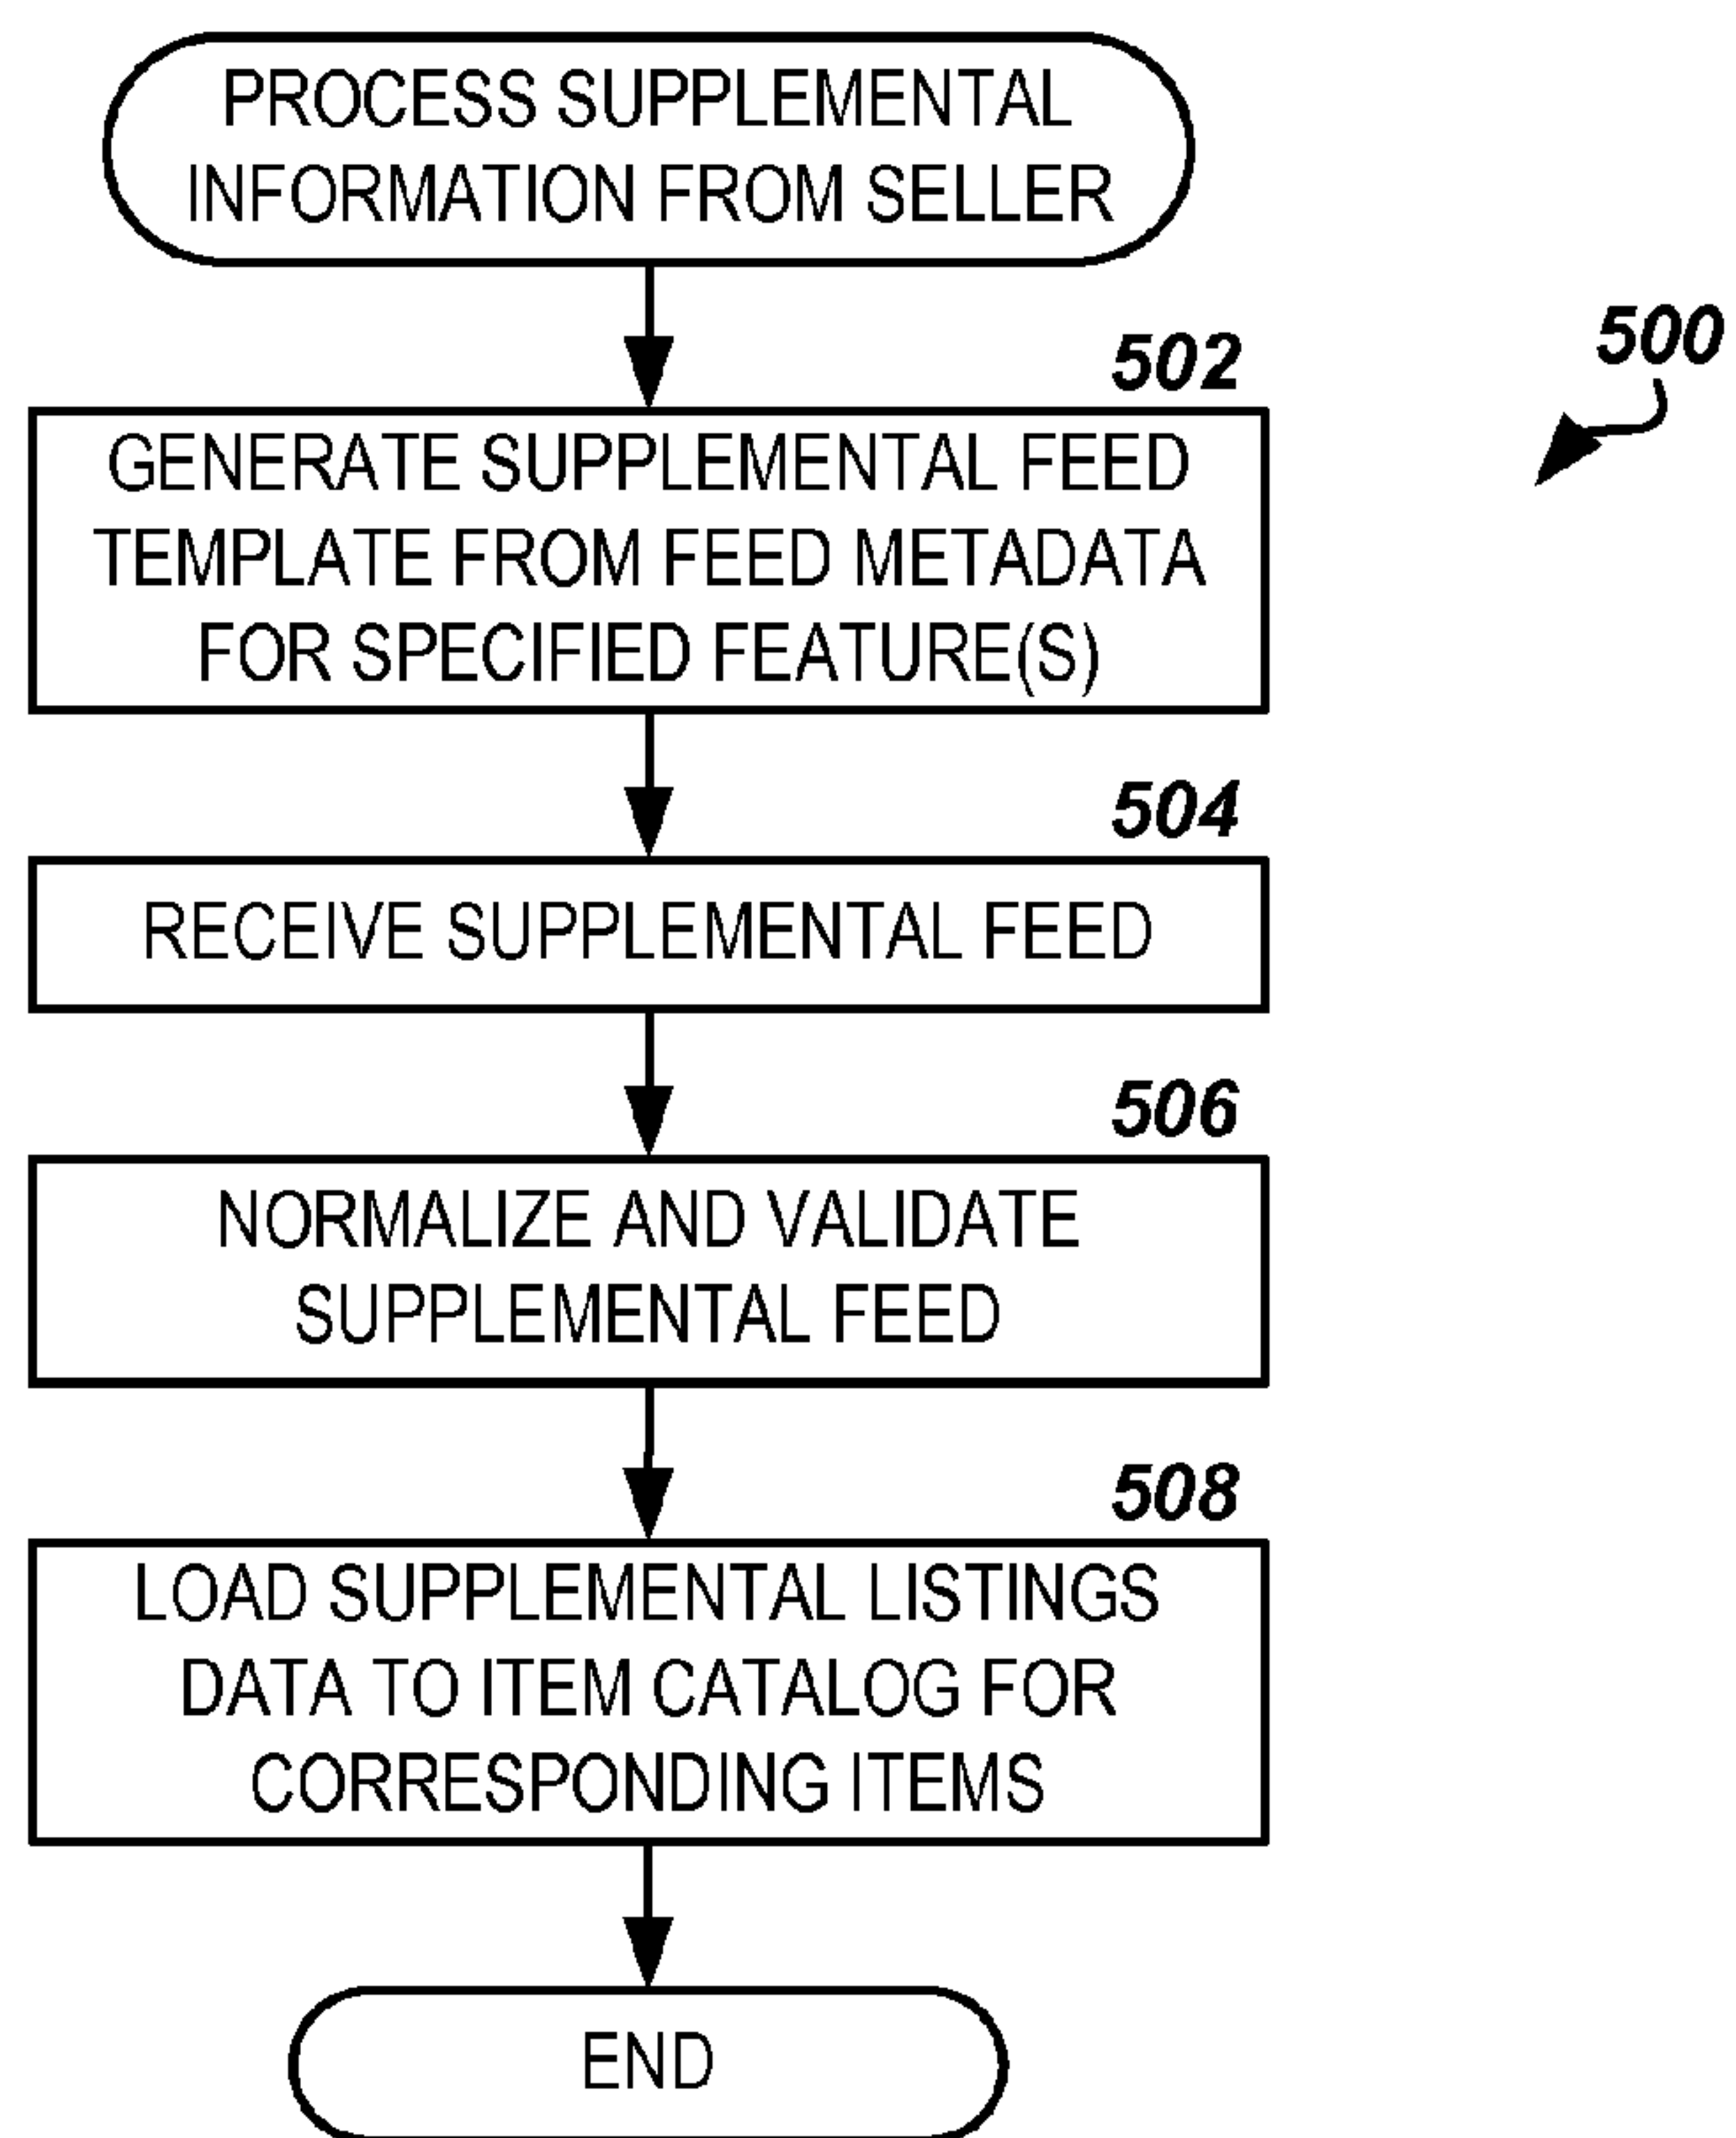 PROCESS SUPPLEMENTAL
INFORMATION FROM SELLER
500
502
GENERATE SUPPLEMENTAL FEED
TEMPLATE FROM FEED METADATA
FOR SPECIFIED FEATURE(S)
504
RECEIVE SUPPLEMENTAL FEED
506
NORMALIZE AND VALIDATE
SUPPLEMENTAL FEED
508
LOAD SUPPLEMENTAL LISTINGS
DATA TO ITEM CATALOG FOR
CORRESPONDING ITEMS
END